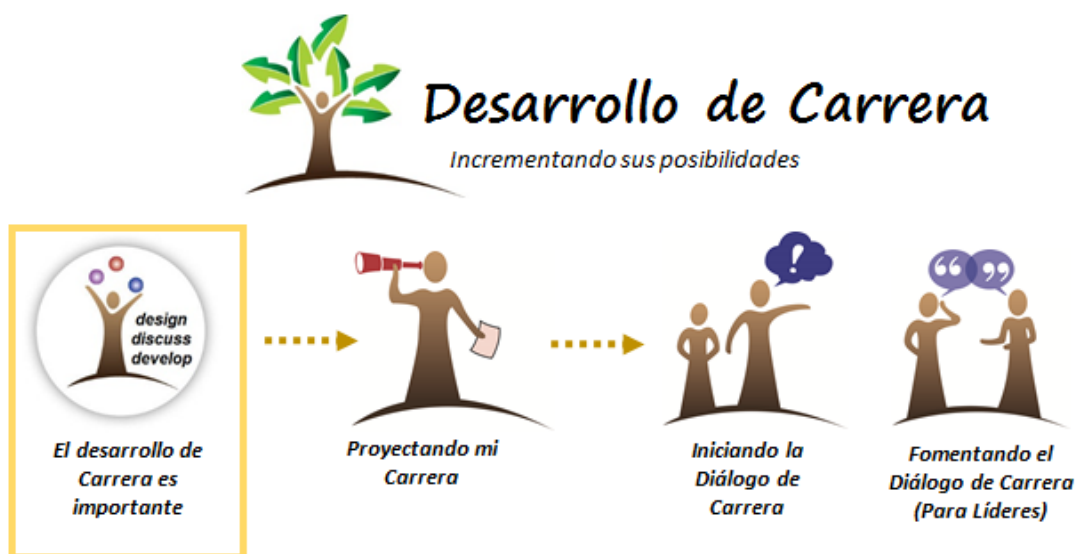 Desarrollo de Carrera
Incrementando sus posibilidades
design
discuss
develop
El desarrollo de
Carrera es
importante
Proyectando mi
Carrera
!
Iniciando la
Diálogo de
Carrera
“ ”
Fomentando el
Diálogo de Carrera
(Para Líderes)